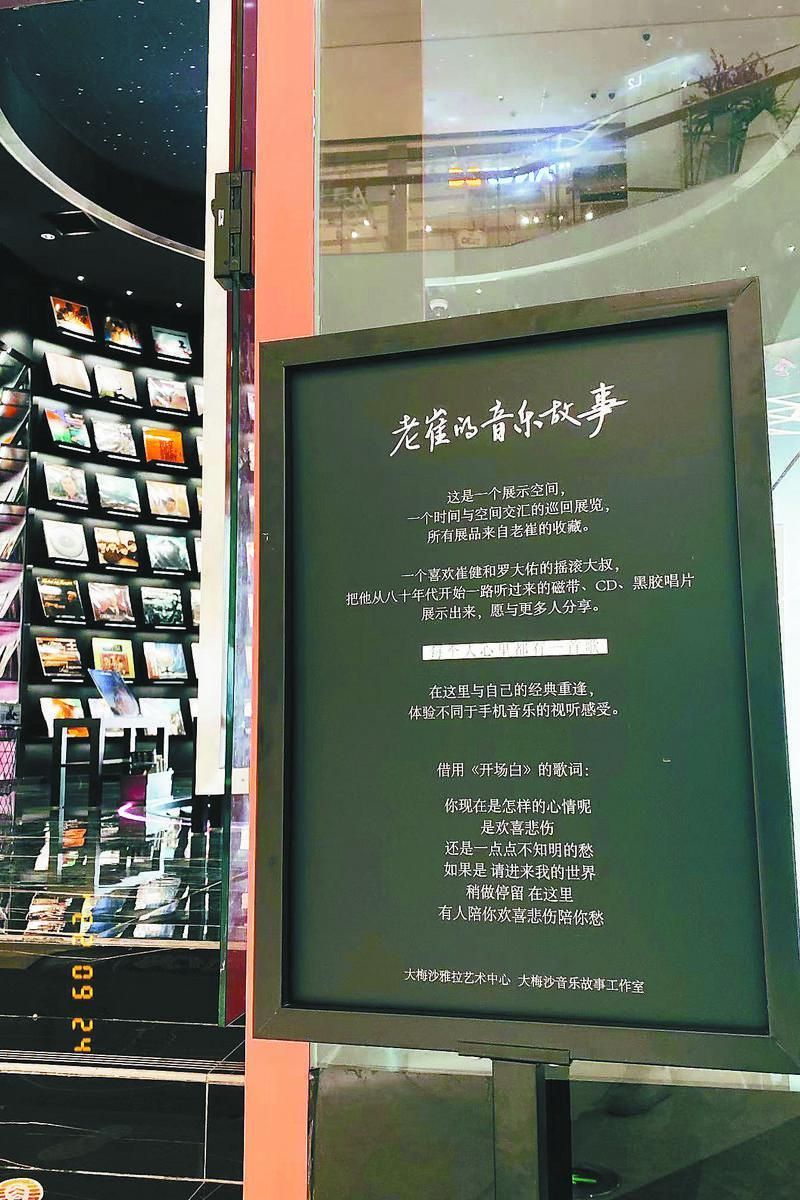 老崔的音乐故事
这是一个展示空间，
一个时间与空间交汇的巡回展览，
所有展品来自老崔的收藏。
一个喜欢崔健和罗大佑的摇滚大叔，
把他从八十年代开始一路听过来的磁带、CD、黑胶唱片
展示出来，愿与更多人分享。
每个人心里都有一首歌
在这里与自己的经典重逢，
体验不同于手机音乐的视听感受。
借用《开场白》的歌词：
你现在是怎样的心情呢
是欢喜悲伤
还是一点点不知明的愁
如果是 请进来我的世界
稍做停留 在这里
有人陪你欢喜悲伤陪你愁
大梅沙雅拉艺术中心 大梅沙音乐故事工作室
23 09 24
L2